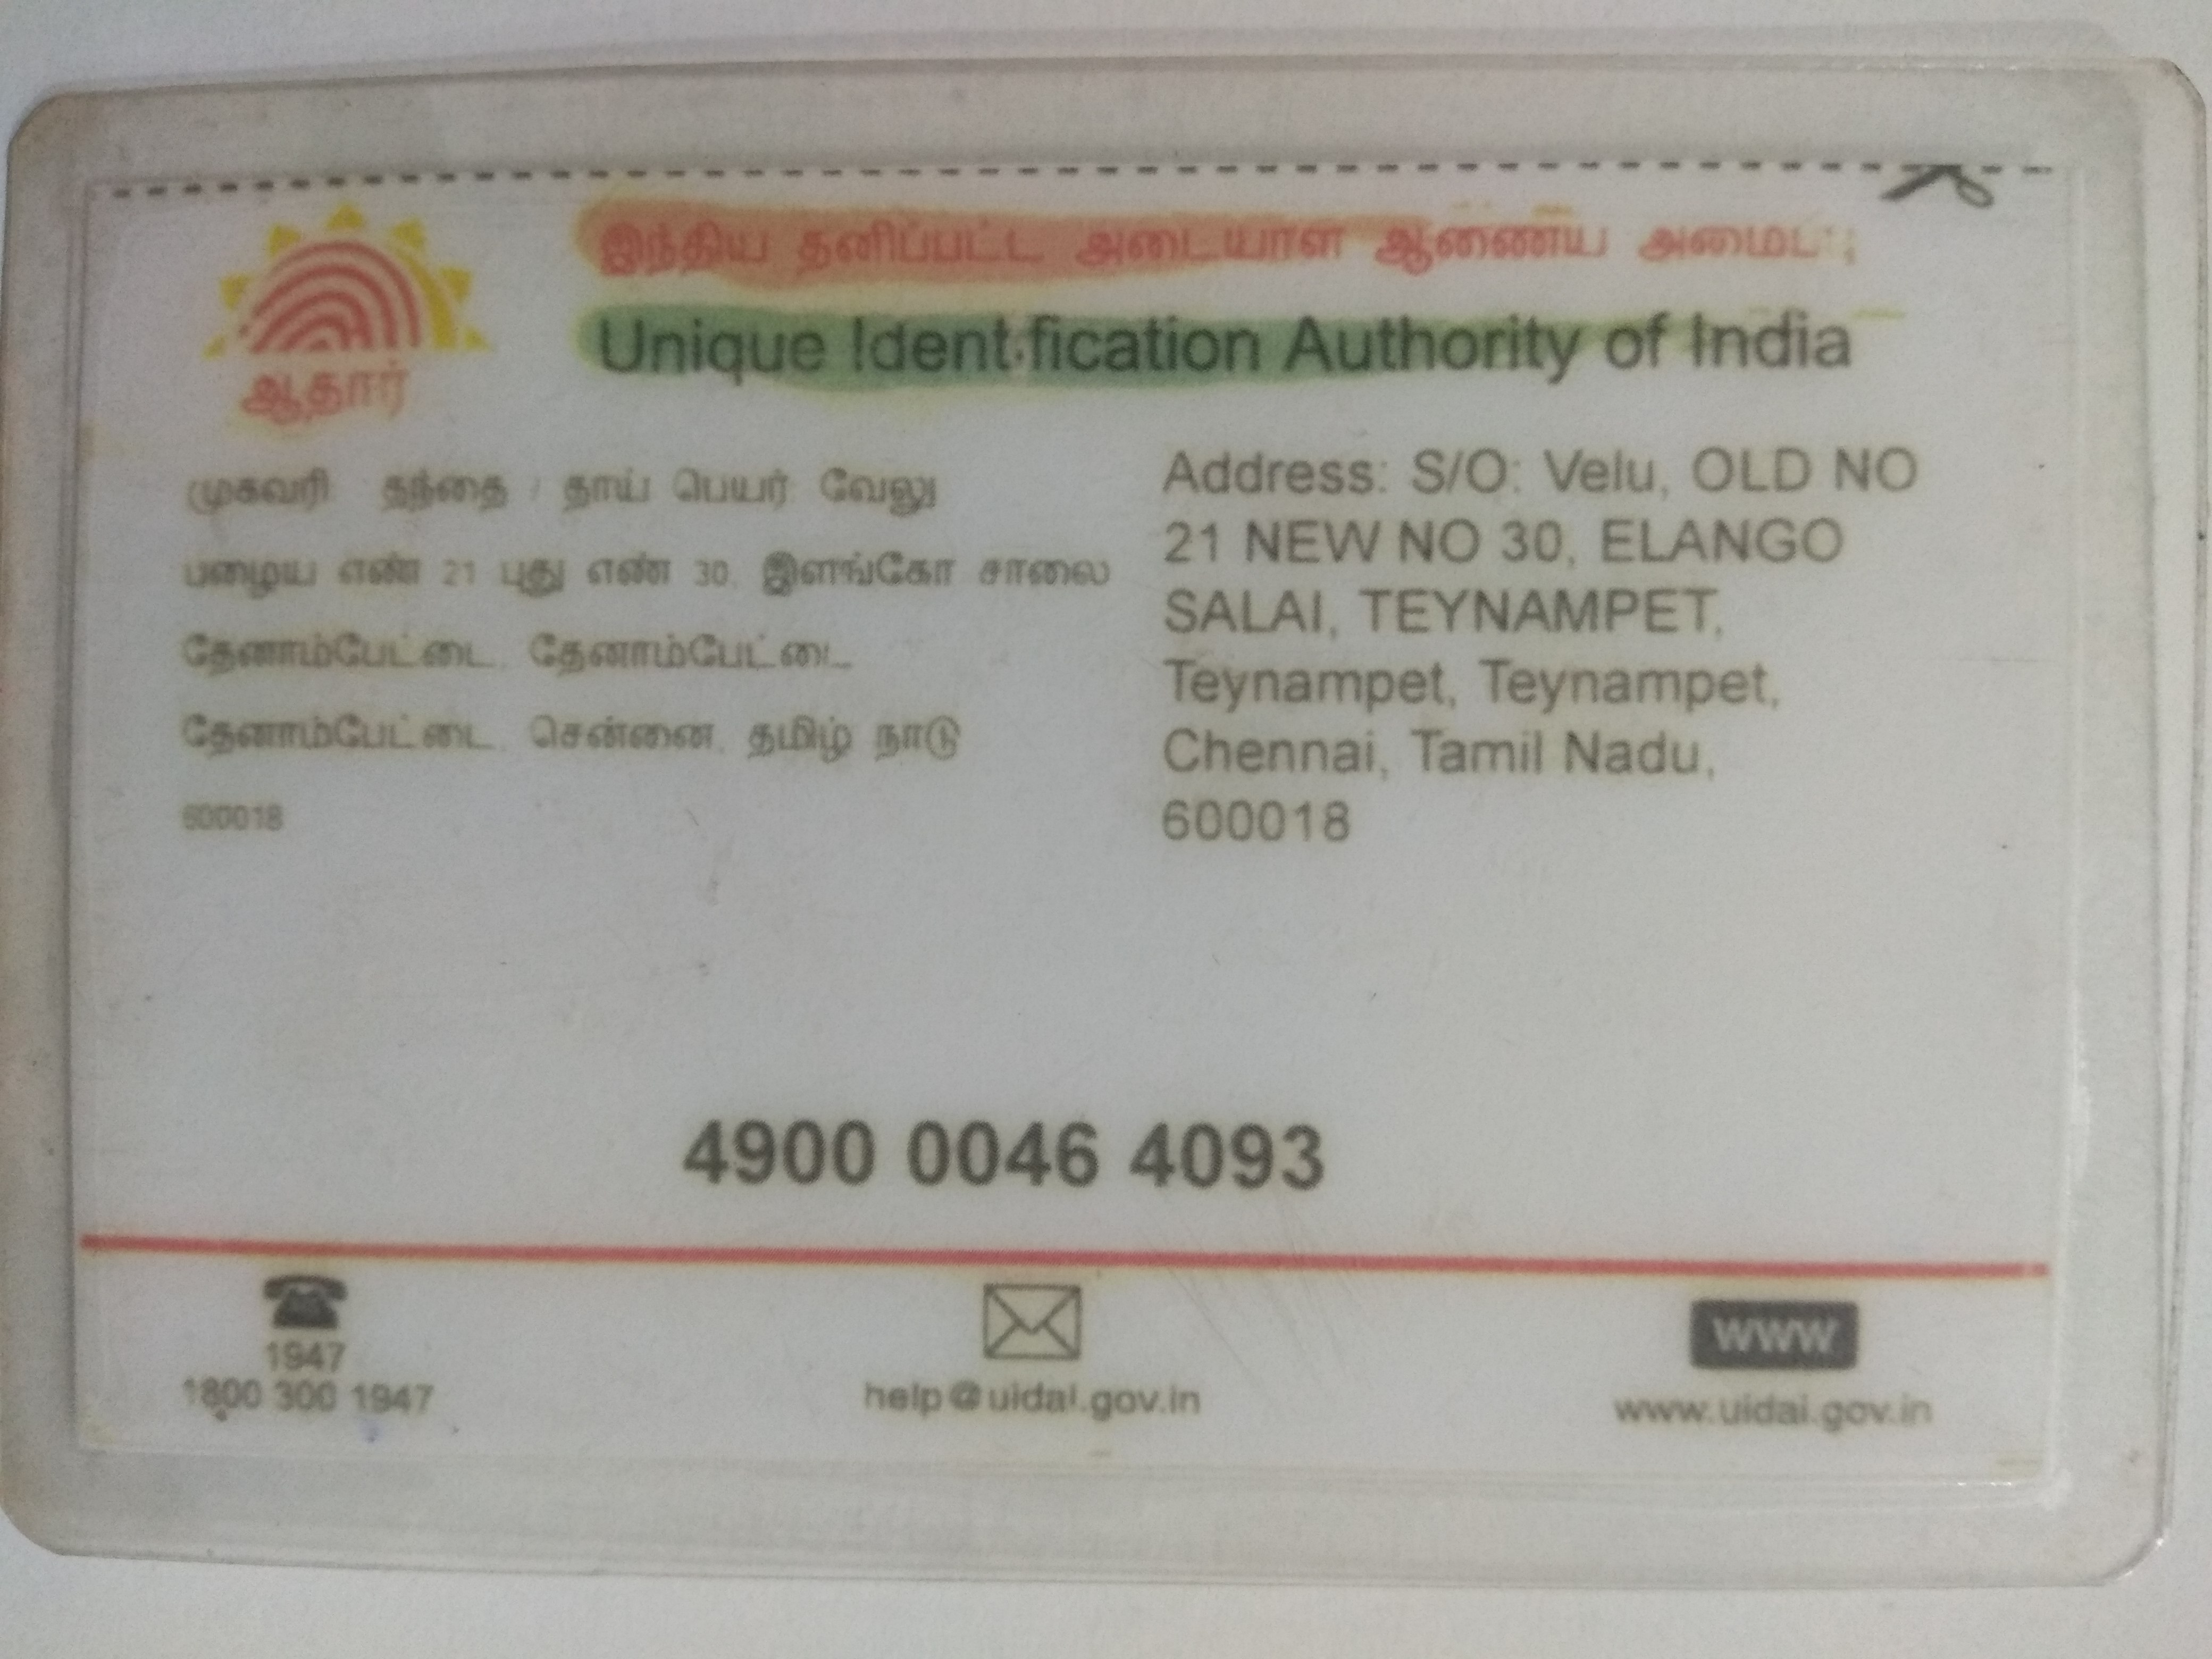 இந்திய தனிப்பட்ட அடையாள ஆணைய
Unique Identification Authority of India
ஆதார்
முகவரி தந்தை / தாய் பெயர் வேலு
பழைய எண் 21 புது எண் 30, இளங்கோ சாலை
தேனாம்பேட்டை, தேனாம்பேட்டை
தேனாம்பேட்டை, சென்னை, தமிழ் நாடு
600018
Address: S/O: Velu, OLD NO
21 NEW NO 30, ELANGO
SALAI, TEYNAMPET,
Teynampet, Teynampet,
Chennai, Tamil Nadu,
600018
4900 0046 4093
1947
1800 300 1947
help@uidai.gov.in
WWW
www.uidai.gov.in